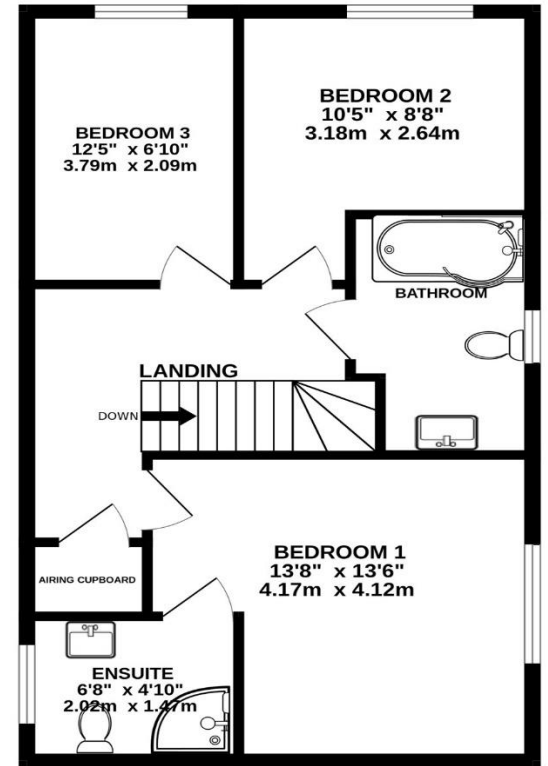 BEDROOM 3
12'5" x 6'10"
3.79m x 2.09m
BEDROOM 2
10'5" x 8'8"
3.18m x 2.64m
BATHROOM
LANDING
DOWN
AIRING CUPBOARD
BEDROOM 1
13'8" x 13'6"
4.17m x 4.12m
ENSUITE
6'8" x 4'10"
2.02m x 1.47m